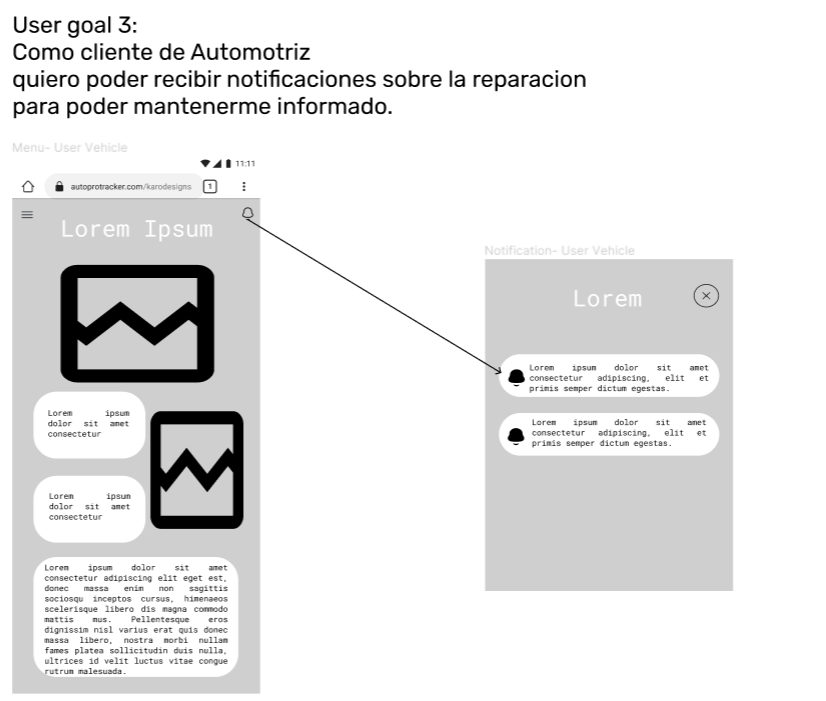 User goal 3:
Como cliente de Automotriz
quiero poder recibir notificaciones sobre la reparacion
para poder mantenerme informado.
Menu- User Vehicle
11:11
autoprotracker.com/karodesigns
1
Lorem Ipsum
Lorem ipsum
dolor sit amet
consectetur
Lorem ipsum
dolor sit amet
consectetur
Lorem ipsum dolor sit amet
consectetur adipiscing elit eget est,
donec massa enim non sagittis
sociosqu inceptos cursus, himenaeos
scelerisque libero dis magna commodo
mattis mus. Pellentesque eros
dignissim nisl varius erat quis donec
massa libero, nostra morbi nullam
fames platea sollicitudin duis nulla,
ultrices id velit luctus vitae congue
rutrum malesuada.
Notification- User Vehicle
Lorem
Lorem ipsum dolor sit amet
consectetur adipiscing, elit et
primis semper dictum egestas.
Lorem ipsum dolor sit amet
consectetur adipiscing, elit et
primis semper dictum egestas.